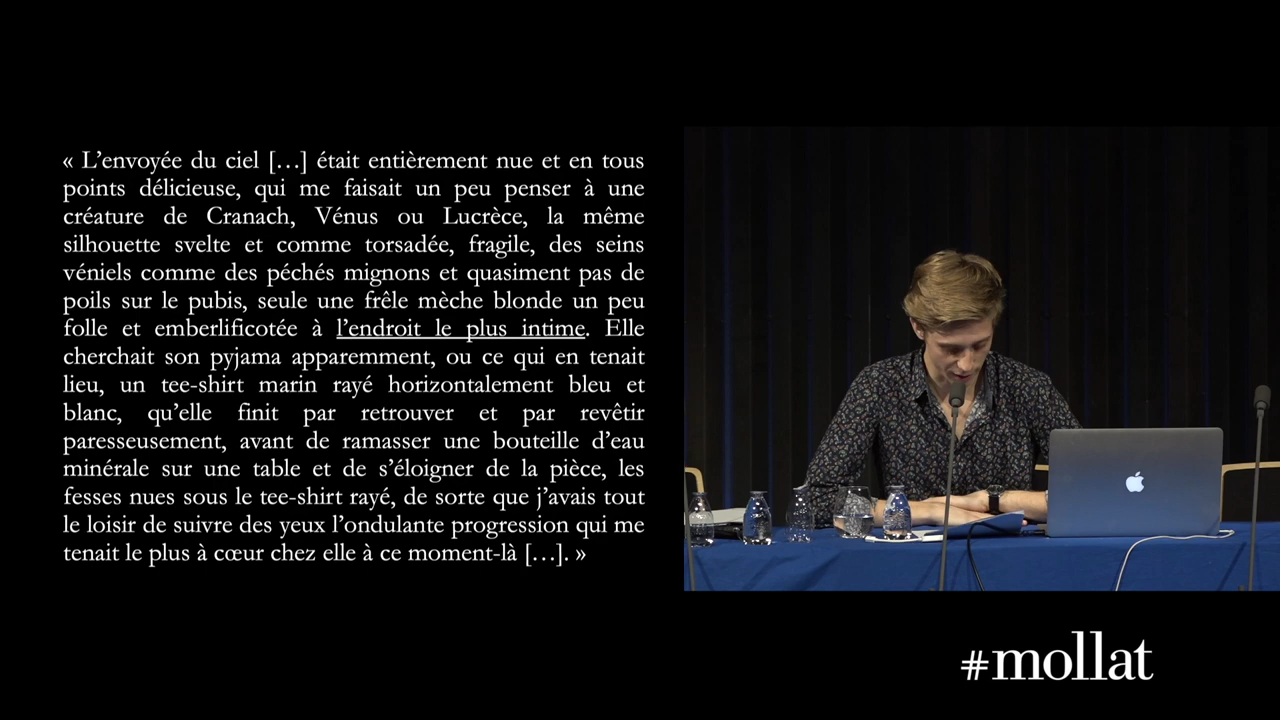 « L'envoyée du ciel […] était entièrement nue et en tous
points délicieuse, qui me faisait un peu penser à une
créature de Cranach, Vénus ou Lucrèce, la même
silhouette svelte et comme torsadée, fragile, des seins
véniels comme des péchés mignons et quasiment pas de
poils sur le pubis, seule une frêle mèche blonde un peu
folle et emberlificotée à l'endroit le plus intime. Elle
cherchait son pyjama apparemment, ou ce qui en tenait
lieu, un tee-shirt marin rayé horizontalement bleu et
blanc, qu'elle finit par retrouver et par revêtir
paresseusement, avant de ramasser une bouteille d'eau
minérale sur une table et de s'éloigner de la pièce, les
fesses nues sous le tee-shirt rayé, de sorte que j'avais tout
le loisir de suivre des yeux l'ondulante progression qui me
tenait le plus à cœur chez elle à ce moment-là […]. »
#mollat